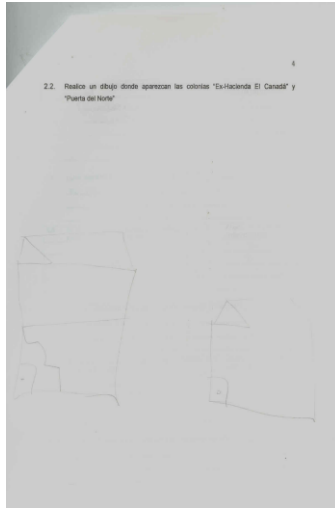 4
2.2. Realice un dibujo donde aparezcan las colonias "Ex-Hacienda El Canadá" y
"Puerta del Norte"